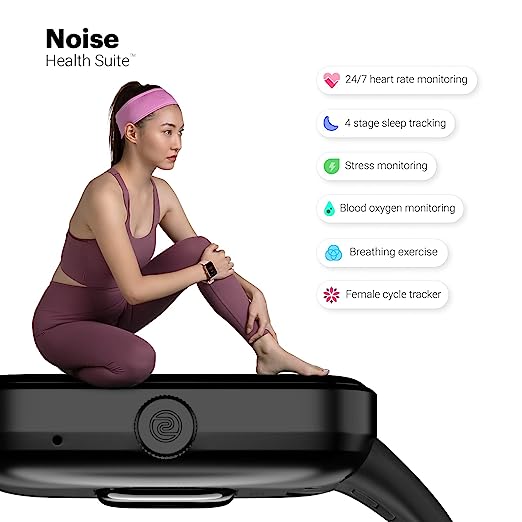 Noise
Health Suite™
24/7 heart rate monitoring
4 stage sleep tracking
Stress monitoring
Blood oxygen monitoring
Breathing exercise
Female cycle tracker